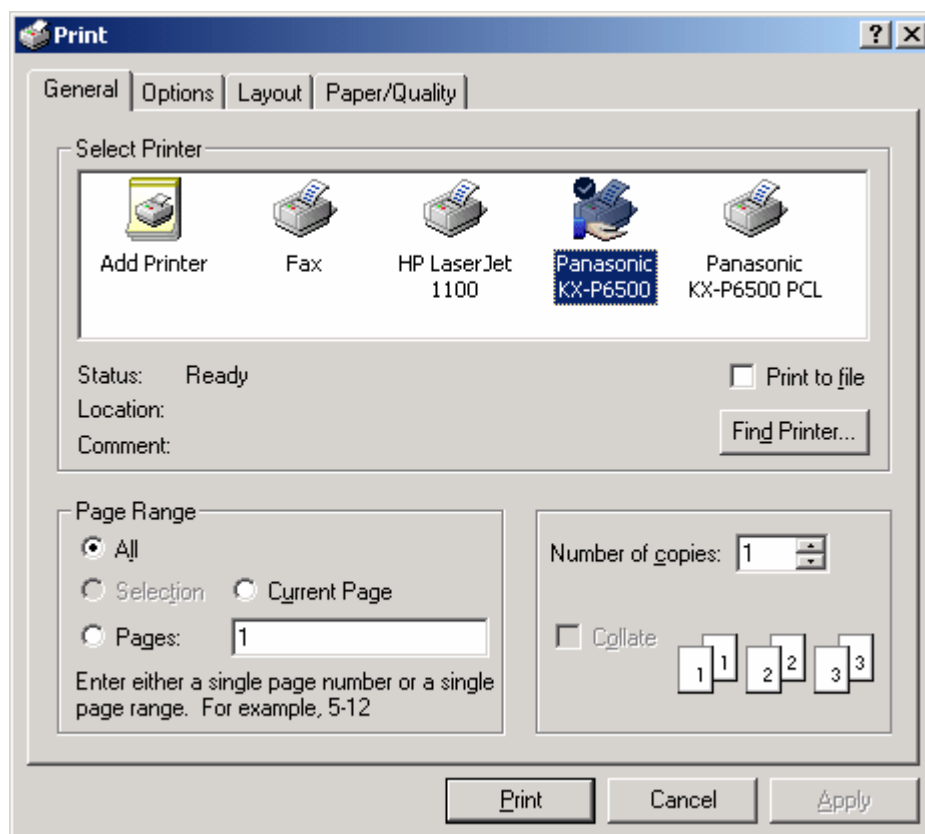 Print
General Options Layout Paper/Quality
Select Printer
Add Printer
Fax
HP LaserJet
1100
Panasonic
KX-P6500
Panasonic
KX-P6500 PCL
Status: Ready
Print to file
Location:
Comment:
Find Printer...
Page Range
All
Selection Current Page
Pages: 1
Enter either a single page number or a single
page range. For example, 5-12
Number of copies: 1
Collate
1 1 2 2 3 3
Print Cancel Apply